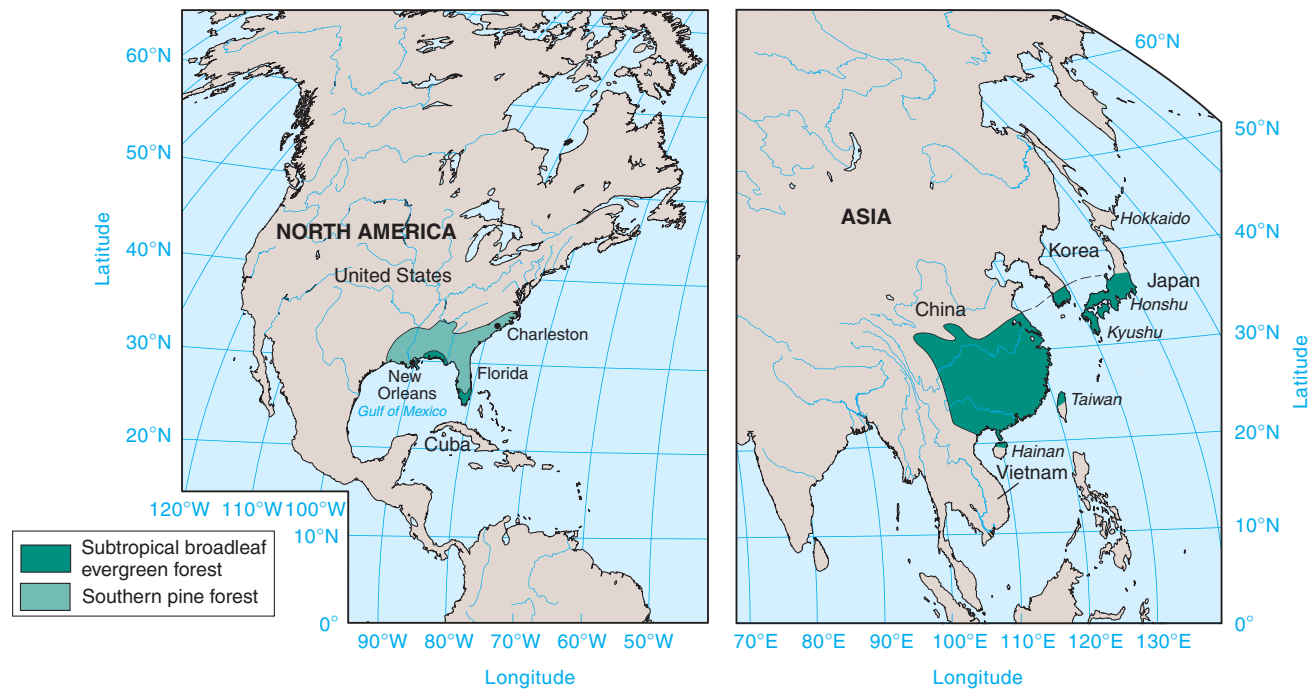 60°N
50°N
40°N
30°N
20°N
Latitude
NORTH AMERICA
United States
Charleston
New
Orleans
Florida
Gulf of Mexico
Cuba
120°W
110°W
100°W
10°N
0°
90°W
80°W
70°W
60°W
50°W
Longitude
Subtropical broadleaf
evergreen forest
Southern pine forest
60°N
50°N
40°N
30°N
20°N
10°N
0°
Latitude
ASIA
Hokkaido
Korea
Japan
Honshu
China
Kyushu
Taiwan
Hainan
Vietnam
70°E
80°E
90°E
100°E
110°E
120°E
130°E
Longitude